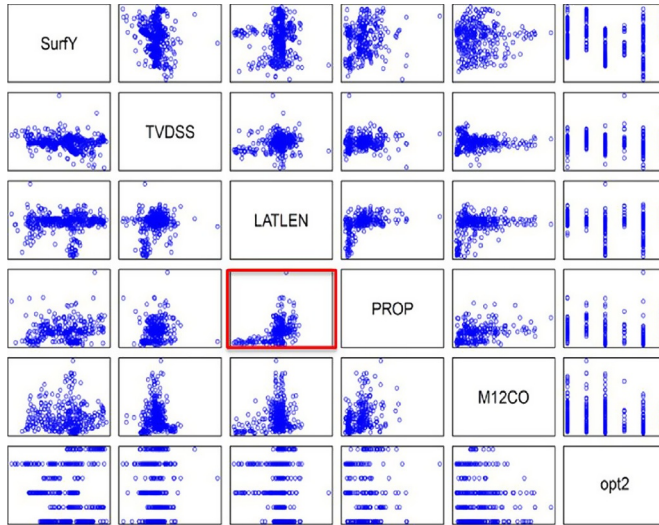 SurfY
TVDSS
LATLEN
PROP
M12CO
opt2